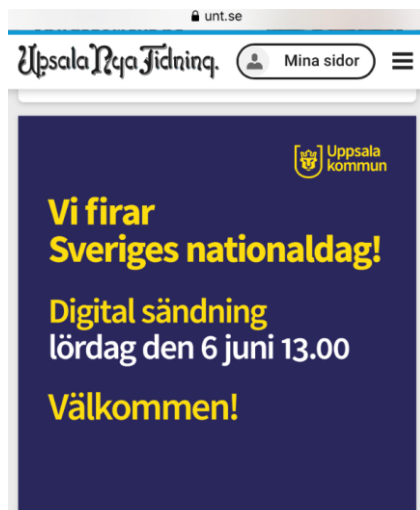 unt.se
Upsala Nya Tidning.
Mina sidor
Uppsala
kommun
Vi firar
Sveriges nationaldag!
Digital sändning
lördag den 6 juni 13.00
Välkommen!